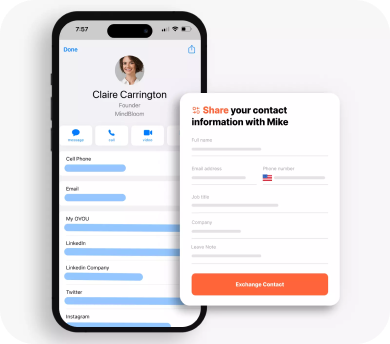 7:57
Done
Claire Carrington
Founder
MindBloom
message
call
video
Cell Phone
Email
My OVOU
LinkedIn
LinkedIn Company
Twitter
Instagram
Share your contact
information with Mike
Full name
Email address
Phone number
Job title
Company
Leave Note
Exchange Contact